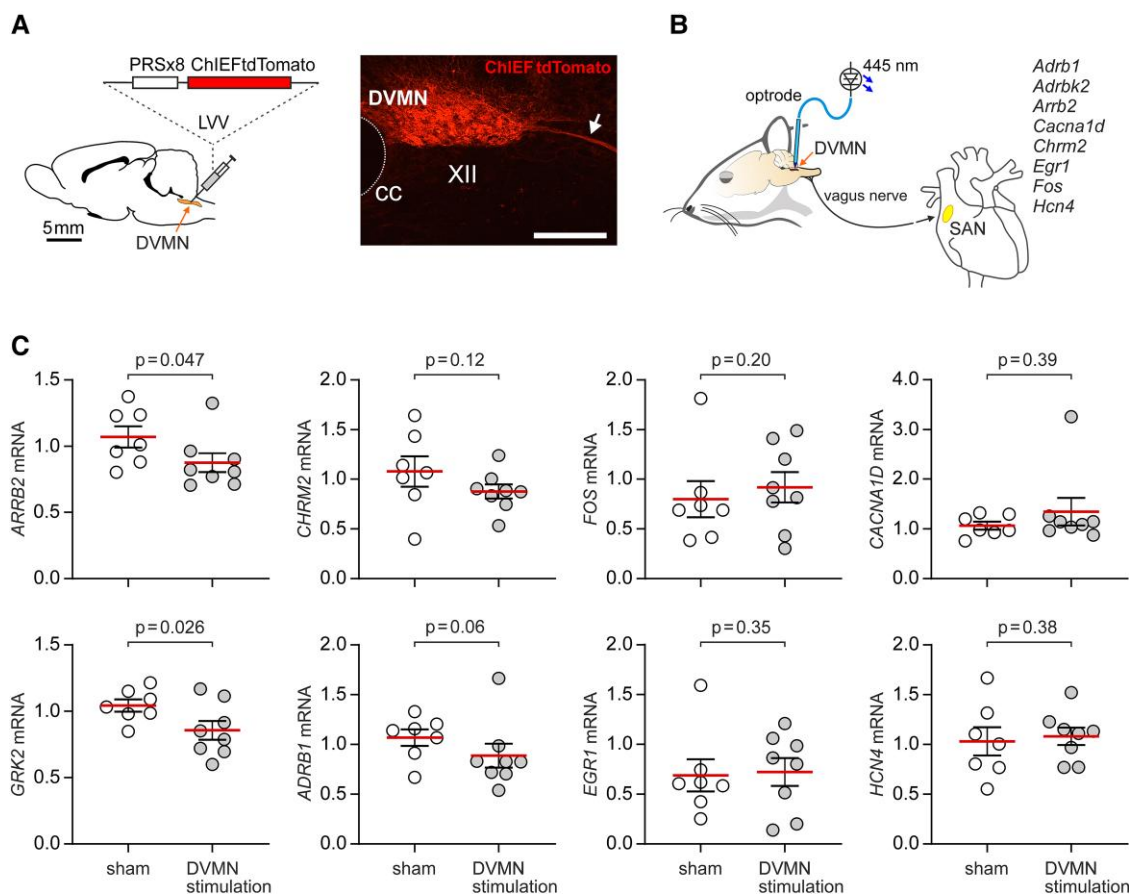 A
PRSx8 ChIEFtdTomato
LVV
5mm
DVMN
ChIEFtdTomato
DVMN
XII
CC
B
445 nm
optrode
DVMN
vagus nerve
SAN
Adrb1
Adrbk2
Arrb2
Cacna1d
Chrm2
Egr1
Fos
Hcn4
C
p=0.047
ARRB2 mRNA
1.5
1.0
0.5
0.0
p=0.12
CHRM2 mRNA
2.0
1.5
1.0
0.5
0.0
p=0.20
FOS mRNA
2.0
1.5
1.0
0.5
0.0
p=0.39
CACNA1D mRNA
4.0
3.0
2.0
1.0
0.0
p=0.026
GRK2 mRNA
1.5
1.0
0.5
0.0
sham
DVMN
stimulation
p=0.06
ADRB1 mRNA
2.0
1.5
1.0
0.5
0.0
sham
DVMN
stimulation
p=0.35
EGR1 mRNA
2.0
1.5
1.0
0.5
0.0
sham
DVMN
stimulation
p=0.38
HCN4 mRNA
2.0
1.5
1.0
0.5
0.0
sham
DVMN
stimulation